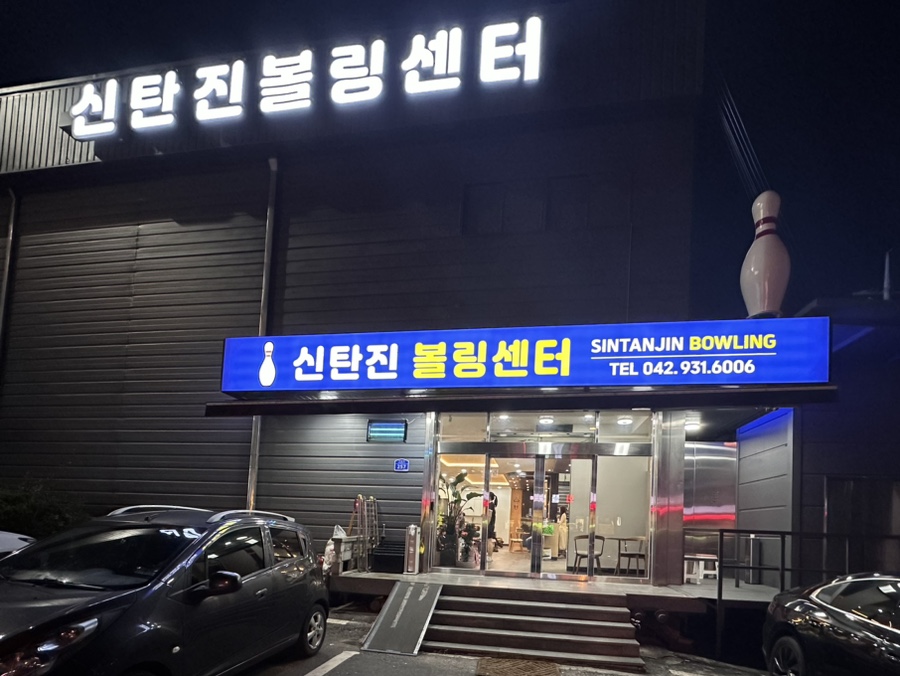 신탄진볼링센터
신탄진 볼링센터
SINTANJIN BOWLING
TEL 042.931.6006
257